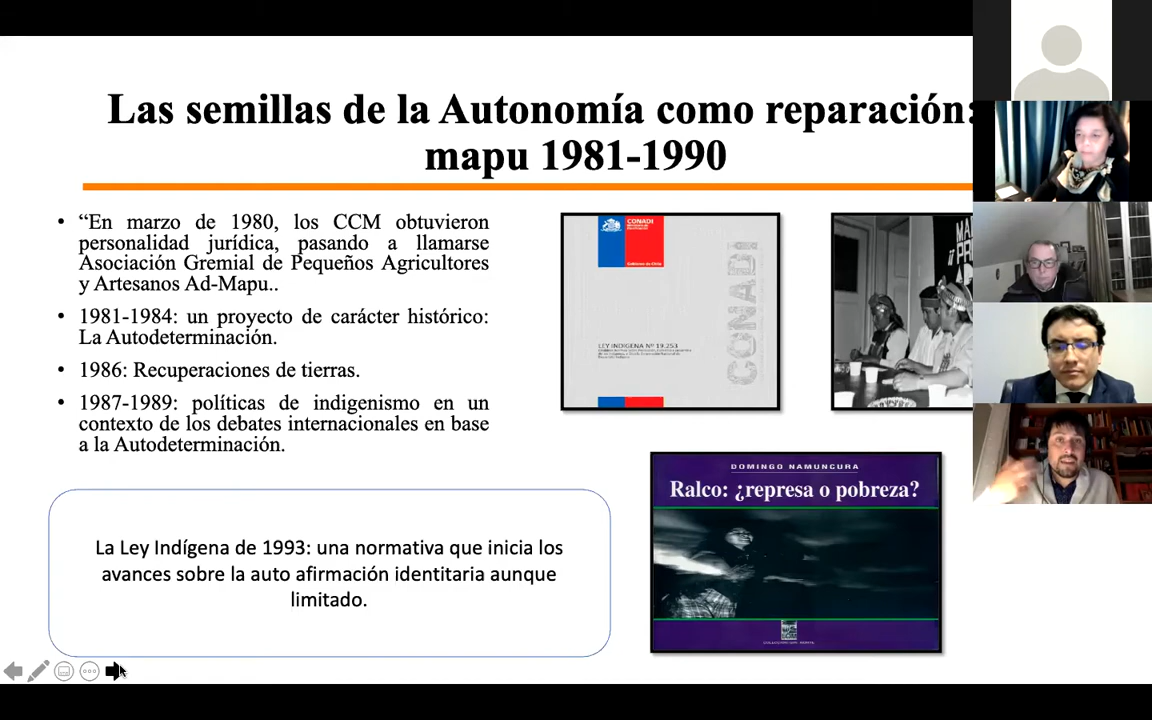 Las semillas de la Autonomía como reparación:
mapu 1981-1990
• “En marzo de 1980, los CCM obtuvieron
personalidad jurídica, pasando a llamarse
Asociación Gremial de Pequeños Agricultores
y Artesanos Ad-Mapu..
• 1981-1984: un proyecto de carácter histórico:
La Autodeterminación.
• 1986: Recuperaciones de tierras.
• 1987-1989: políticas de indigenismo en un
contexto de los debates internacionales en base
a la Autodeterminación.
CONADI
Gobierno de Chile
CONADI
LEY INDIGENA Nº 19.253
DOMINGO NAMUNCURA
Ralco: ¿represa o pobreza?
La Ley Indígena de 1993: una normativa que inicia los
avances sobre la auto afirmación identitaria aunque
limitado.